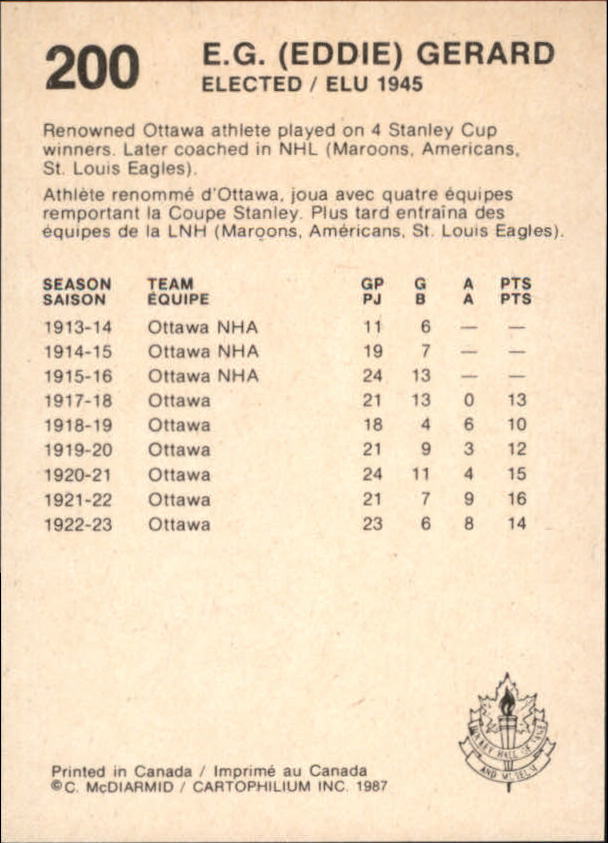 200
E.G. (EDDIE) GERARD
ELECTED / ELU 1945
Renowned Ottawa athlete played on 4 Stanley Cup
winners. Later coached in NHL (Maroons, Americans,
St. Louis Eagles).
Athlète renommé d'Ottawa, joua avec quatre équipes
remportant la Coupe Stanley. Plus tard entraîna des
équipes de la LNH (Maroons, Américans, St. Louis Eagles).
SEASON TEAM GP G A PTS
SAISON ÉQUIPE PJ B A PTS
1913-14 Ottawa NHA 11 6 — —
1914-15 Ottawa NHA 19 7 — —
1915-16 Ottawa NHA 24 13 — —
1917-18 Ottawa 21 13 0 13
1918-19 Ottawa 18 4 6 10
1919-20 Ottawa 21 9 3 12
1920-21 Ottawa 24 11 4 15
1921-22 Ottawa 21 7 9 16
1922-23 Ottawa 23 6 8 14
HOCKEY HALL OF FAME
AND MUSEUM
Printed in Canada / Imprimé au Canada
©C. McDIARMID / CARTOPHILIUM INC. 1987